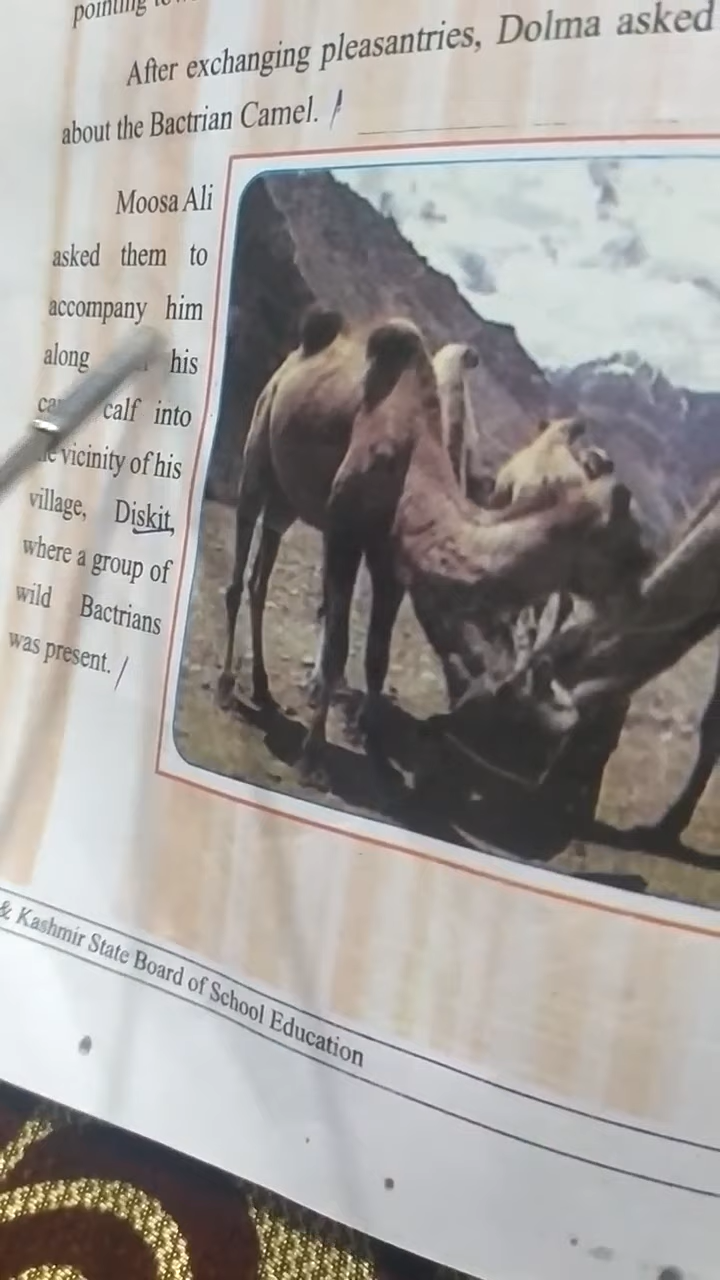 pointing
After exchanging pleasantries, Dolma asked
about the Bactrian Camel.
Moosa Ali
asked them to
accompany him
along his
calf into
vicinity of his
village, Diskit,
where a group of
wild Bactrians
was present.
& Kashmir State Board of School Education